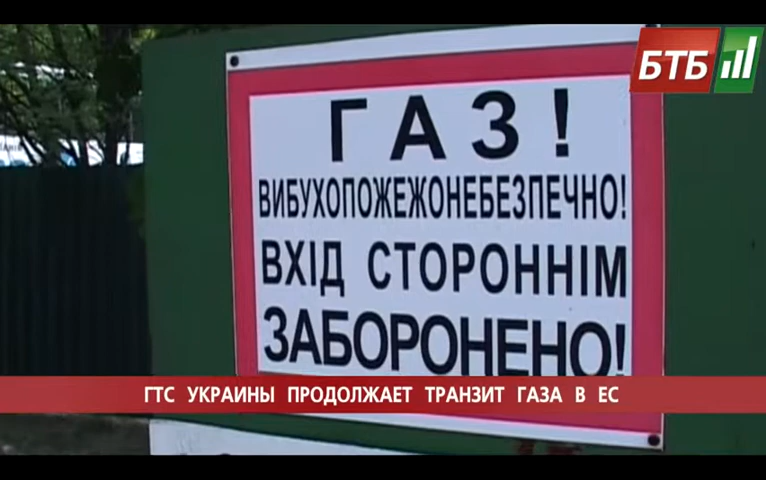 БТБ
ГАЗ!
ВИБУХОПОЖЕЖОНЕБЕЗПЕЧНО!
ВХІД СТОРОННІМ
ЗАБОРОНЕНО!
ГТС УКРАИНЫ ПРОДОЛЖАЕТ ТРАНЗИТ ГАЗА В ЕС